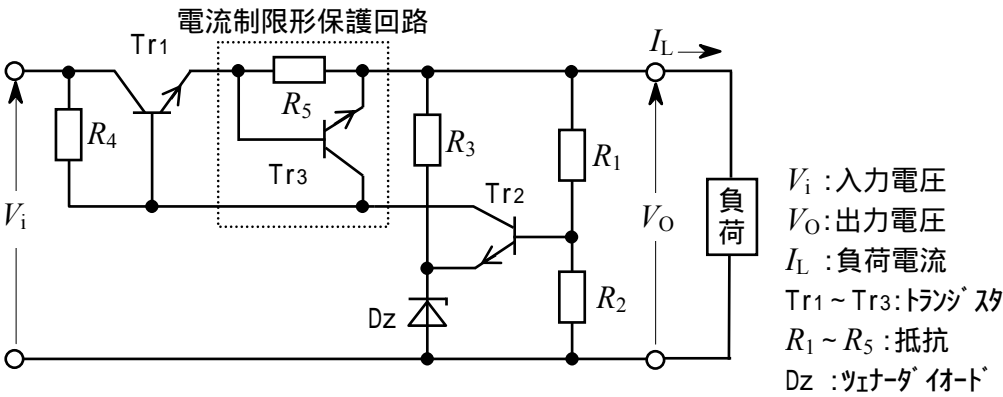 電流制限形保護回路
Tr1
IL
R5
R4
Tr3
R3
Tr2
R1
Vi
VO
負荷
R2
Dz
Vi :入力電圧
VO:出力電圧
IL :負荷電流
Tr1~Tr3:トランジスタ
R1~R5 :抵抗
Dz :ツェナーダイオード